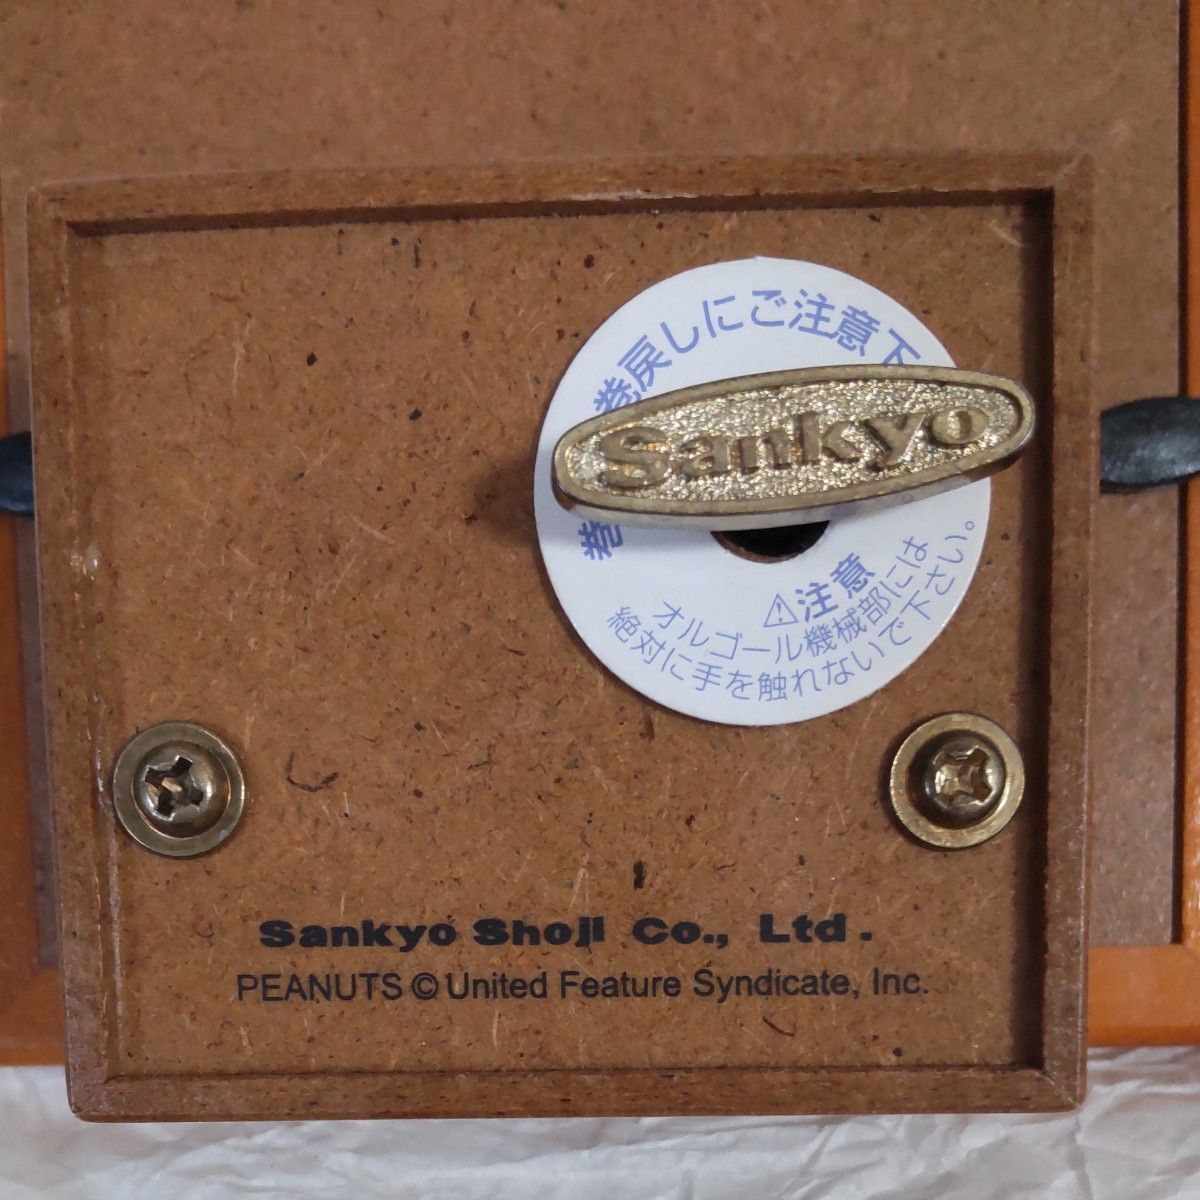 巻戻しにご注意下
Sankyo
巻
⚠注意
オルゴール機械部には
絶対に手を触れないで下さい。
Sankyo Shoji Co., Ltd.
PEANUTS © United Feature Syndicate, Inc.